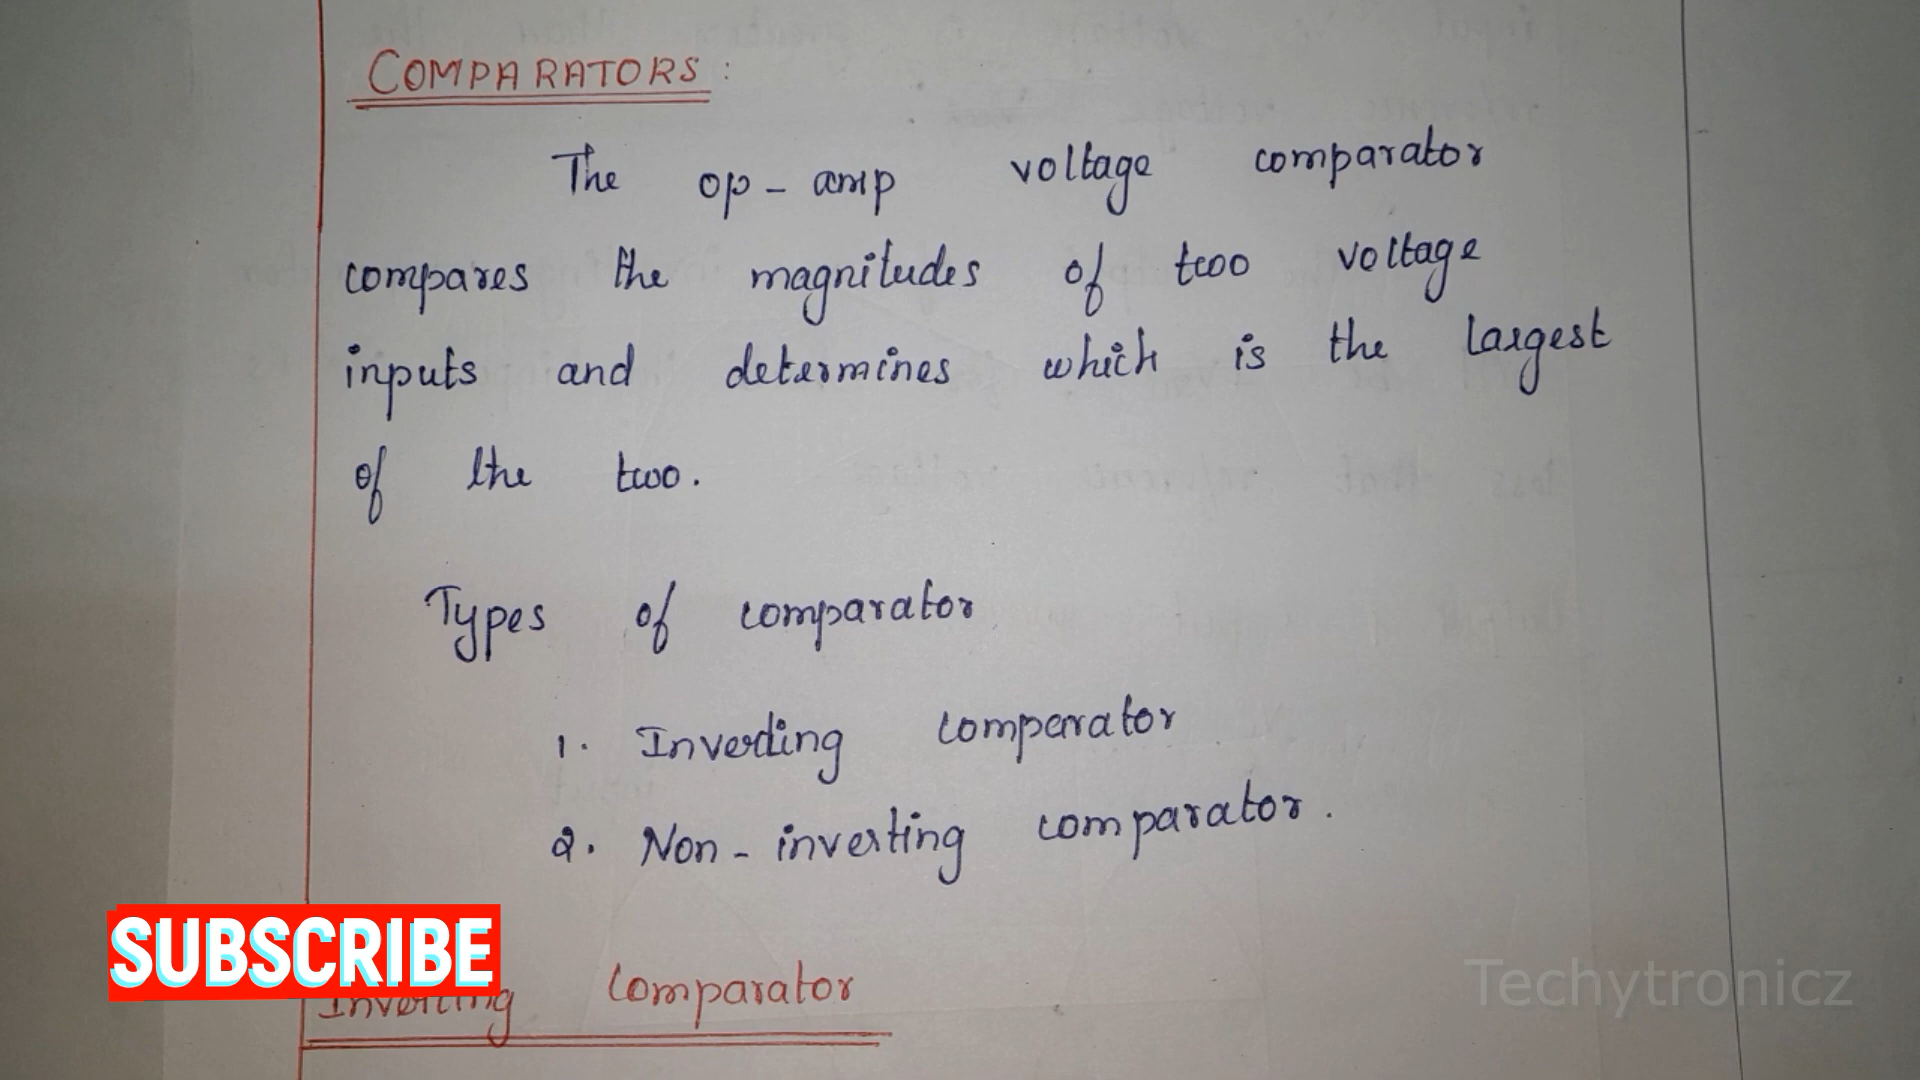 COMPARATORS:
The op-amp voltage comparator
compares the magnitudes of two voltage
inputs and determines which is the largest
of the two.
Types of comparator
1. Inverting comperator
2. Non-inverting comparator.
SUBSCRIBE
Inverting Comparator
Techytronicz